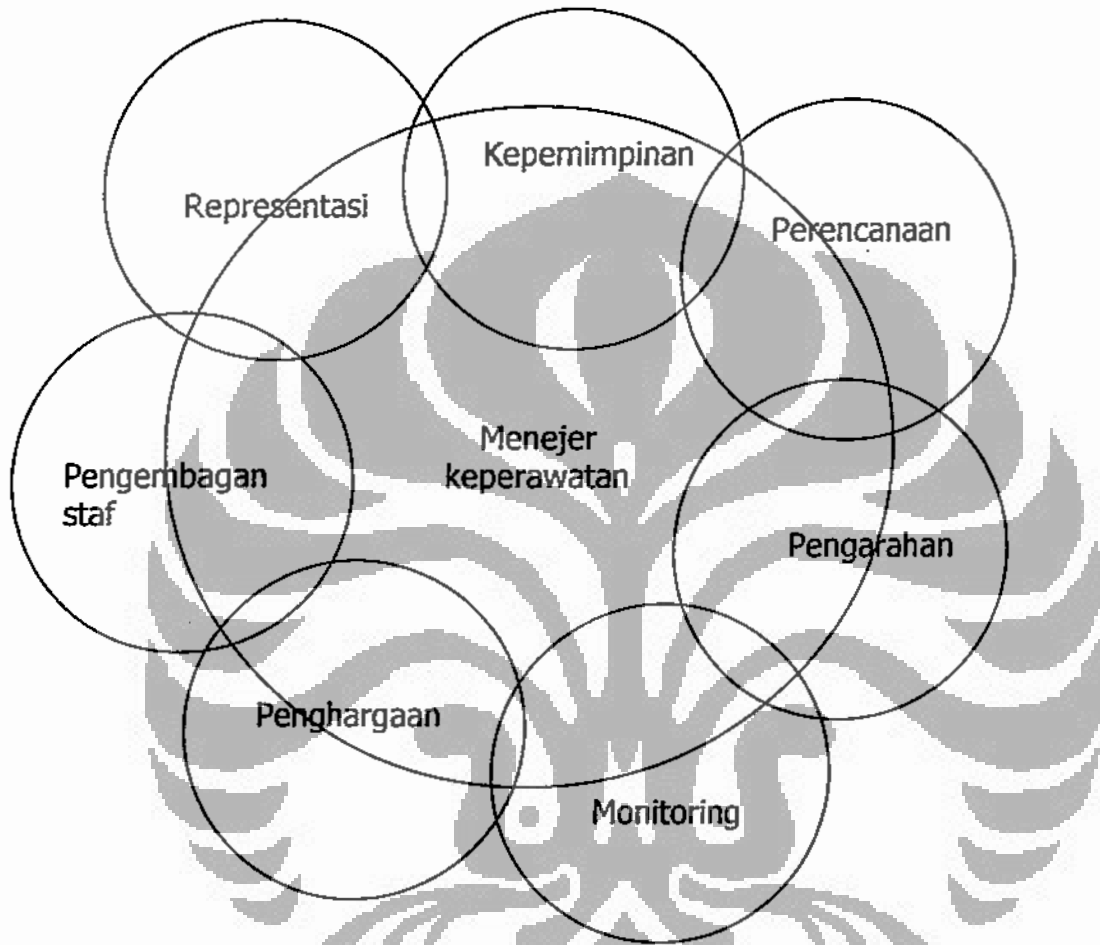 Kepemimpinan
Representasi
Perencanaan
Menejer
keperawatan
Pengembagan
staf
Pengarahan
Penghargaan
Monitoring